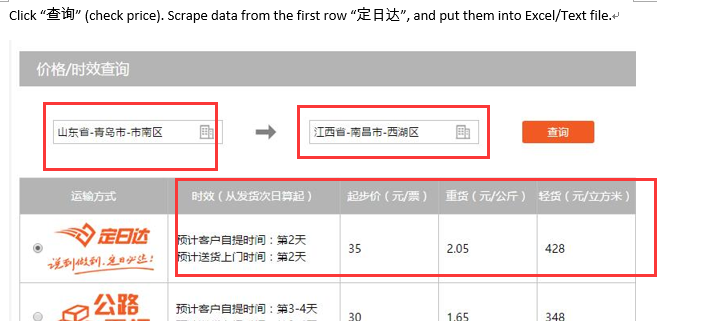 Click “查询” (check price). Scrape data from the first row “定日达”, and put them into Excel/Text file.↵
价格/时效查询
山东省-青岛市-市南区
江西省-南昌市-西湖区
查询
运输方式 时效（从发货次日算起） 起步价（元/票） 重货（元/公斤） 轻货（元/立方米）
定日达
说到做到,定日必达!
预计客户自提时间：第2天
预计送货上门时间：第2天
35 2.05 428
公路
预计客户自提时间：第3-4天
30 1.65 348